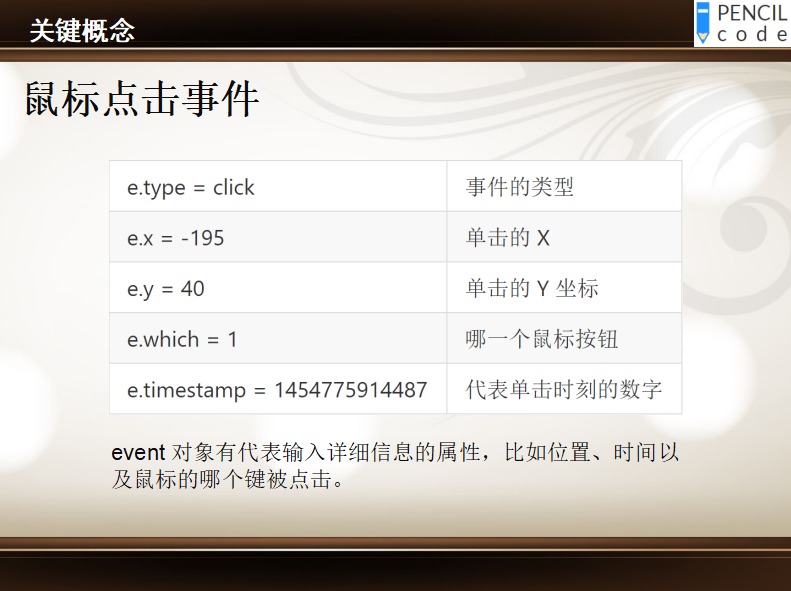 关键概念
PENCIL
code
鼠标点击事件
e.type = click 事件的类型
e.x = -195 单击的 X
e.y = 40 单击的 Y 坐标
e.which = 1 哪一个鼠标按钮
e.timestamp = 1454775914487 代表单击时刻的数字
event 对象有代表输入详细信息的属性，比如位置、时间以
及鼠标的哪个键被点击。